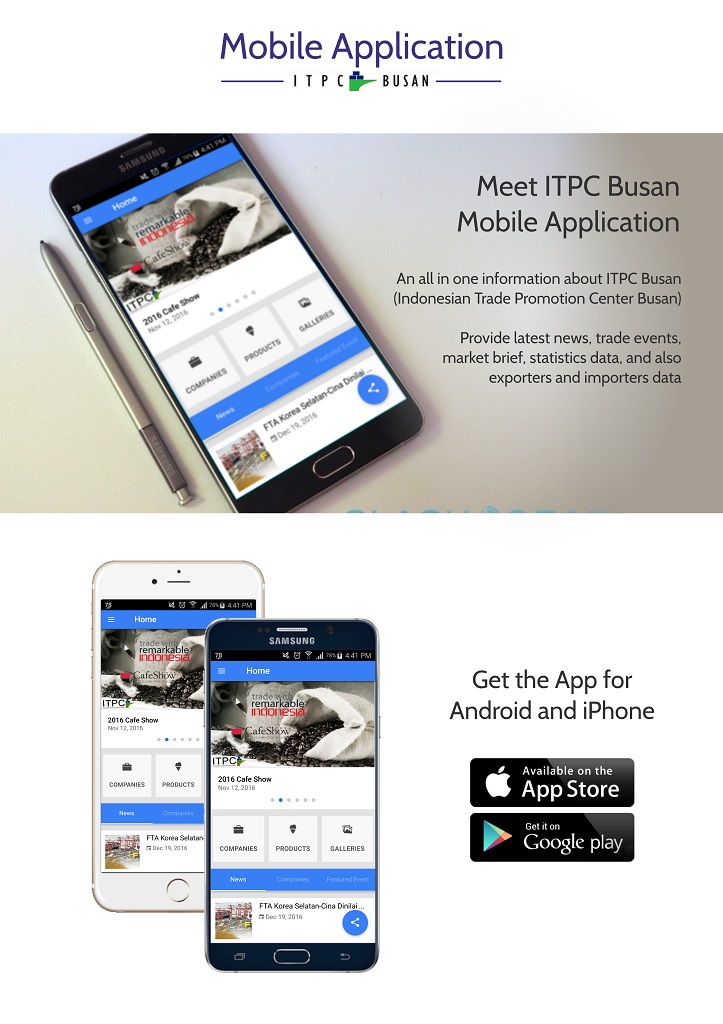 Mobile Application
ITPC BUSAN
SAMSUNG
78% 4:41 PM
Home
trade with
remarkable
indonesia
CafeShow
ITPC
2016 Cafe Show
Nov 12, 2016
COMPANIES
PRODUCTS
GALLERIES
News
Companies
Featured Event
FTA Korea Selatan-Cina Dinilai ...
Dec 19, 2016
SAMSUNG
Meet ITPC Busan
Mobile Application
An all in one information about ITPC Busan
(Indonesian Trade Promotion Center Busan)
Provide latest news, trade events,
market brief, statistics data, and also
exporters and importers data
78% 4:41 PM
Home
trade with
remarkable
indonesia
CafeShow
ITPC
2016 Cafe Show
Nov 12, 2016
COMPANIES
PRODUCTS
News
Companies
FTA Korea Selatan-
Dec 19, 2016
SAMSUNG
78% 4:41 PM
Home
trade with
remarkable
indonesia
CafeShow
ITPC
2016 Cafe Show
Nov 12, 2016
COMPANIES
PRODUCTS
GALLERIES
News
Companies
Featured Event
FTA Korea Selatan-Cina Dinilai ...
Dec 19, 2016
Get the App for
Android and iPhone
Available on the
App Store
Get it on
Google play